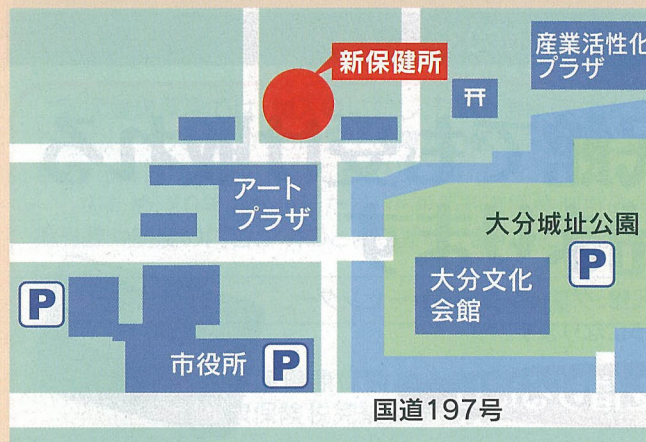 新保健所
産業活性化
プラザ
アート
プラザ
大分城址公園
P
大分文化
会館
P
市役所
P
国道197号